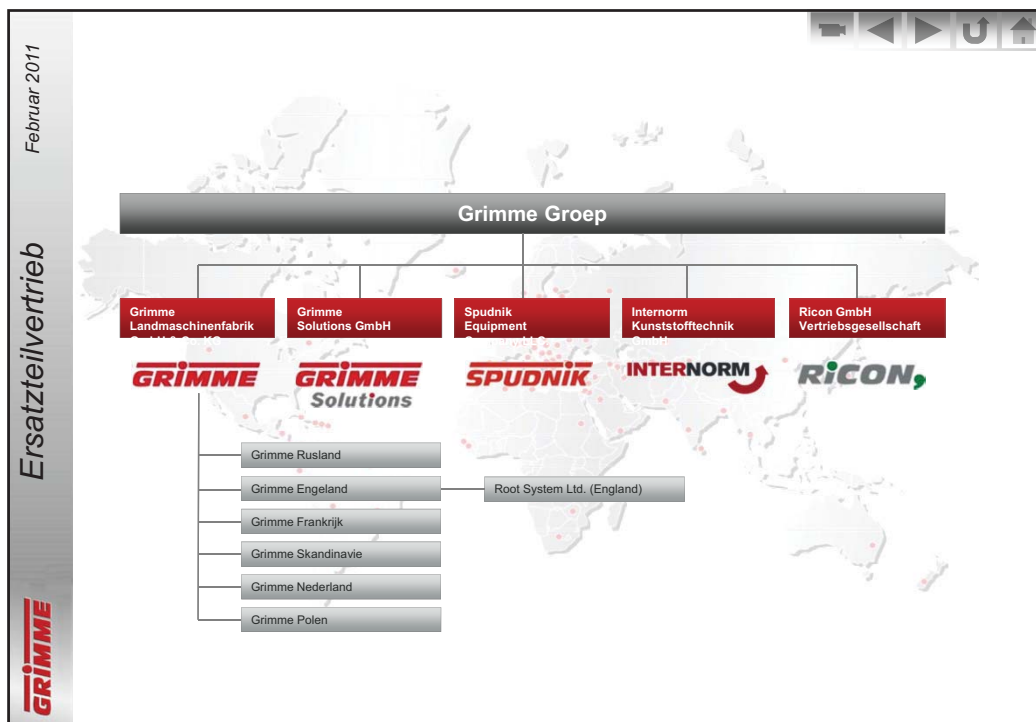 Februar 2011
Ersatzteilvertrieb
GRIMME
Grimme Groep
Grimme
Landmaschinenfabrik
Grimme
Solutions GmbH
Spudnik
Equipment
Internorm
Kunststofftechnik
Ricon GmbH
Vertriebsgesellschaft
GRIMME
GRIMME
Solutions
SPUDNIK
INTERNORM
RICON
Grimme Rusland
Grimme Engeland
Root System Ltd. (England)
Grimme Frankrijk
Grimme Skandinavie
Grimme Nederland
Grimme Polen